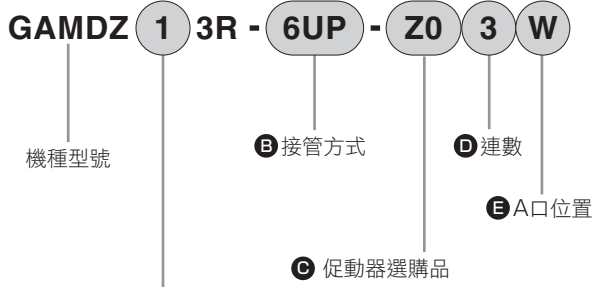 GAMDZ 1 3R - 6UP - Z0 3 W
機種型號
B 接管方式
D 連數
E A口位置
C 促動器選購品